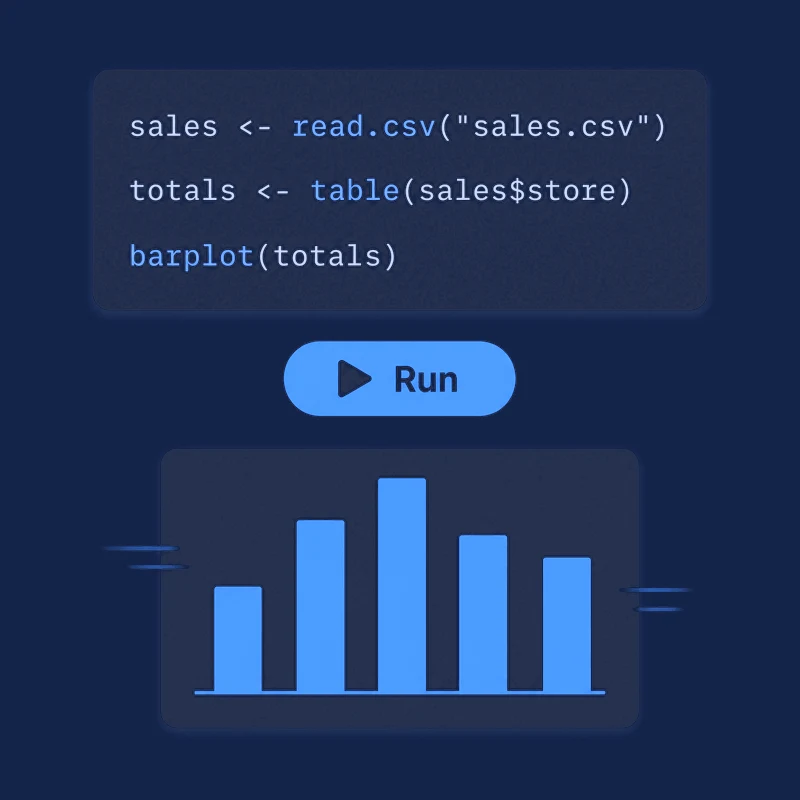 sales <- read.csv("sales.csv")
totals <- table(sales$store)
barplot(totals)
Run